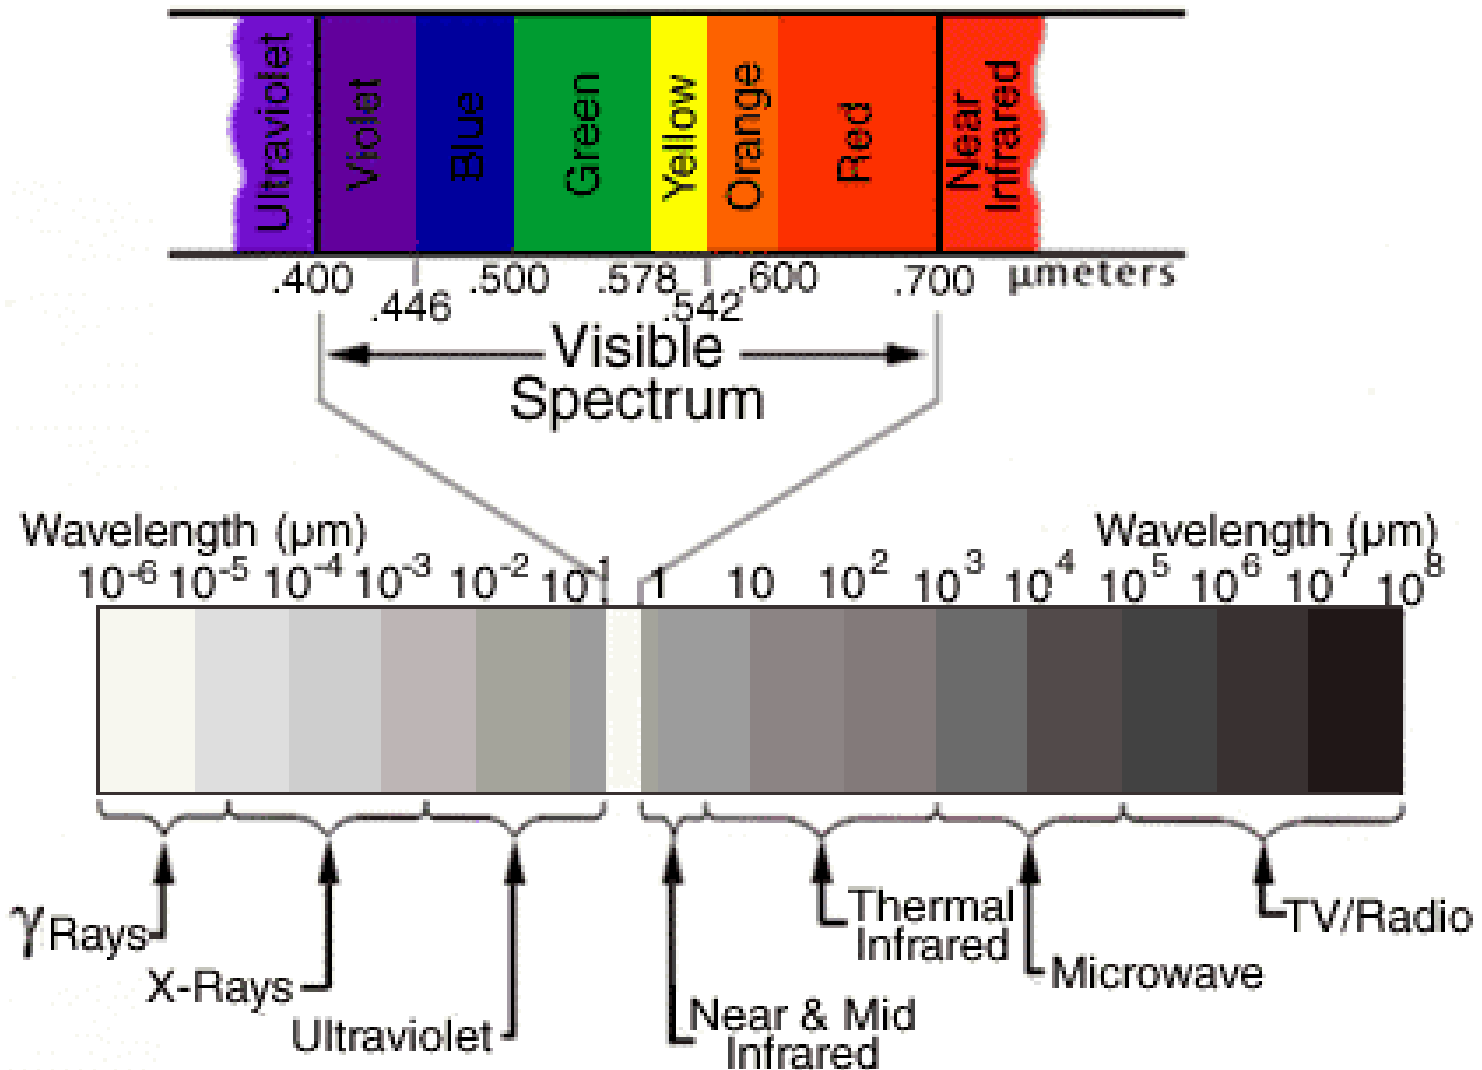 Ultraviolet
Violet
Blue
Green
Yellow
Orange
Red
Near
Infrared
.400 .500 .578 .600 .700 µmeters
.446 .542
Visible
Spectrum
Wavelength (µm) Wavelength (µm)
10⁻⁶ 10⁻⁵ 10⁻⁴ 10⁻³ 10⁻² 10⁻¹ 1 10 10² 10³ 10⁴ 10⁵ 10⁶ 10⁷ 10⁸
γ Rays
X-Rays
Ultraviolet
Near & Mid
Infrared
Thermal
Infrared
Microwave
TV/Radio